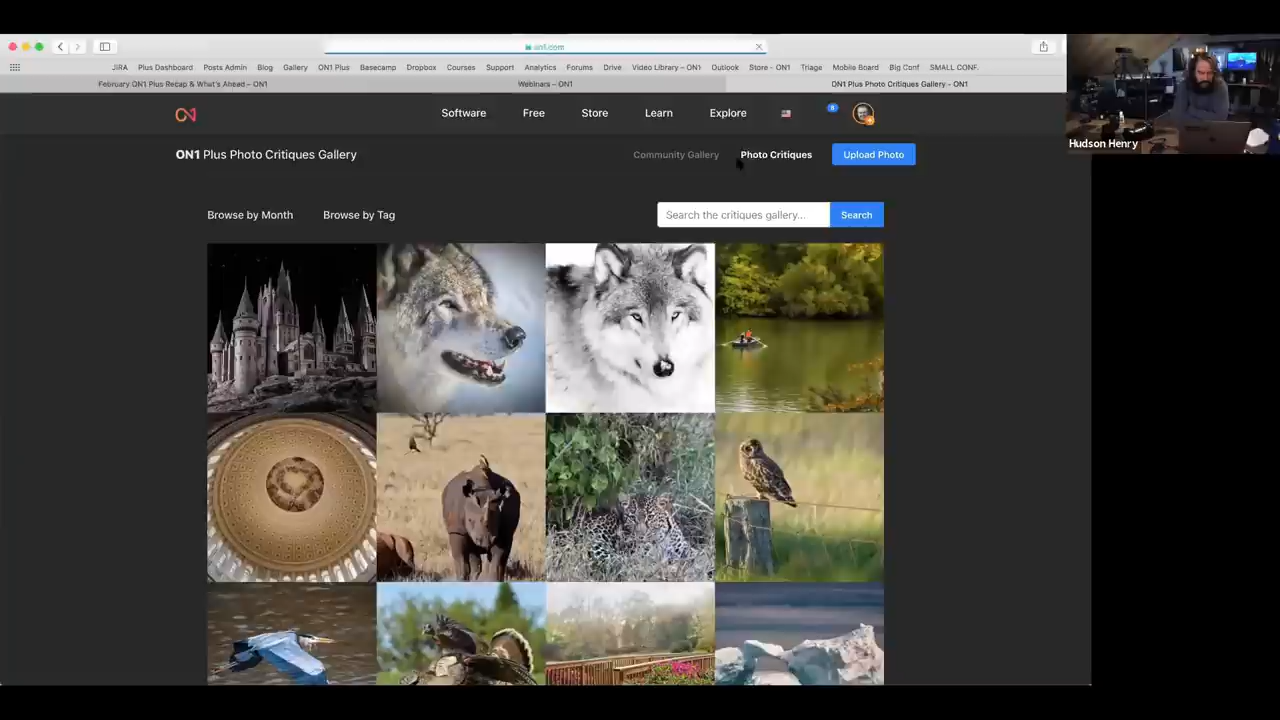 on1.com
JIRA Plus Dashboard Posts Admin Blog Gallery ON1 Plus Basecamp Dropbox Courses Support Analytics Forums Drive Video Library – ON1 Outlook Store - ON1 Triage Mobile Board Big Conf SMALL CONF.
February ON1 Plus Recap & What's Ahead – ON1
Webinars – ON1
ON1 Plus Photo Critiques Gallery - ON1
Software Free Store Learn Explore 8
Hudson Henry
ON1 Plus Photo Critiques Gallery
Community Gallery Photo Critiques Upload Photo
Browse by Month Browse by Tag Search the critiques gallery... Search